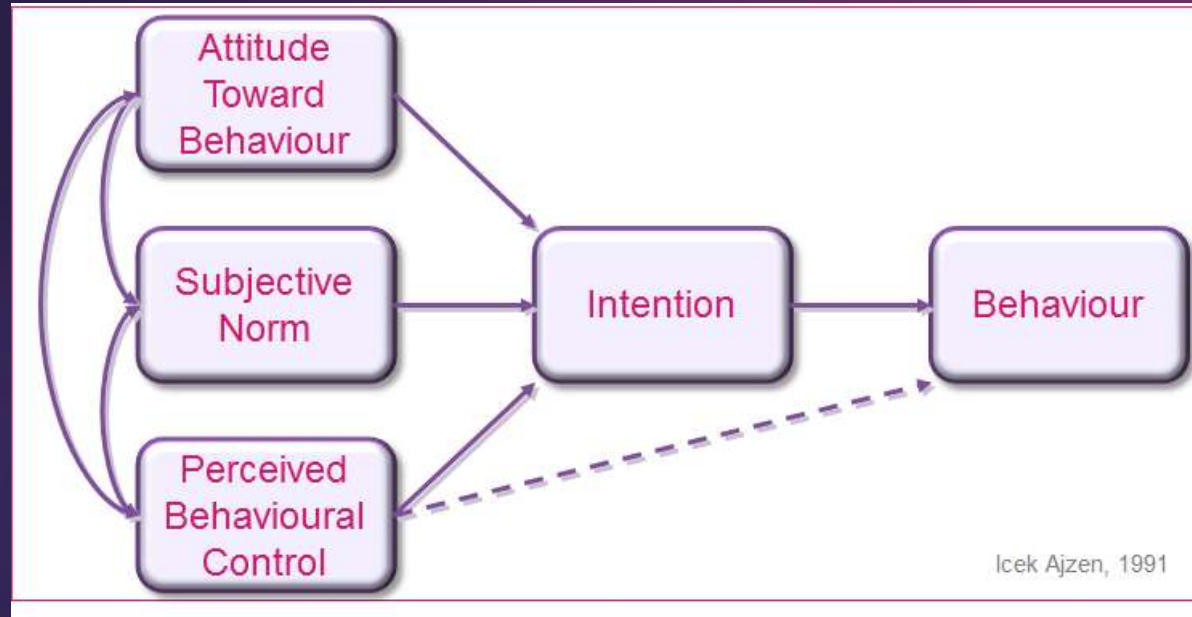 Attitude
Toward
Behaviour
Subjective
Norm
Intention
Behaviour
Perceived
Behavioural
Control
Icek Ajzen, 1991